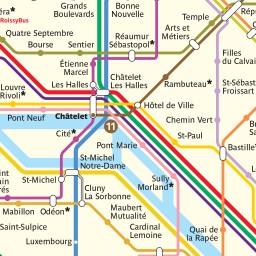 Grands
Boulevards
Bonne
Nouvelle
Temple
RoissyBus
Quatre Septembre
Bourse
Sentier
Réaumur
Sébastopol*
Arts et
Métiers
Filles
du Calvaire
Étienne
Marcel
Louvre
Rivoli*
Les Halles
Châtelet
Les Halles
Rambuteau*
St-Sébastien
Froissart
Châtelet
Hôtel de Ville
Pont Neuf
Chemin Vert
Cité*
11
St-Paul
Pont Marie
Bastille*
St-Michel
Notre-Dame
St-Michel
Sully
Morland*
Cluny
La Sorbonne
Mabillon
Odéon*
Maubert
Mutualité
Saint-Sulpice
Cardinal
Lemoine
Quai de
la Rapée
Luxembourg